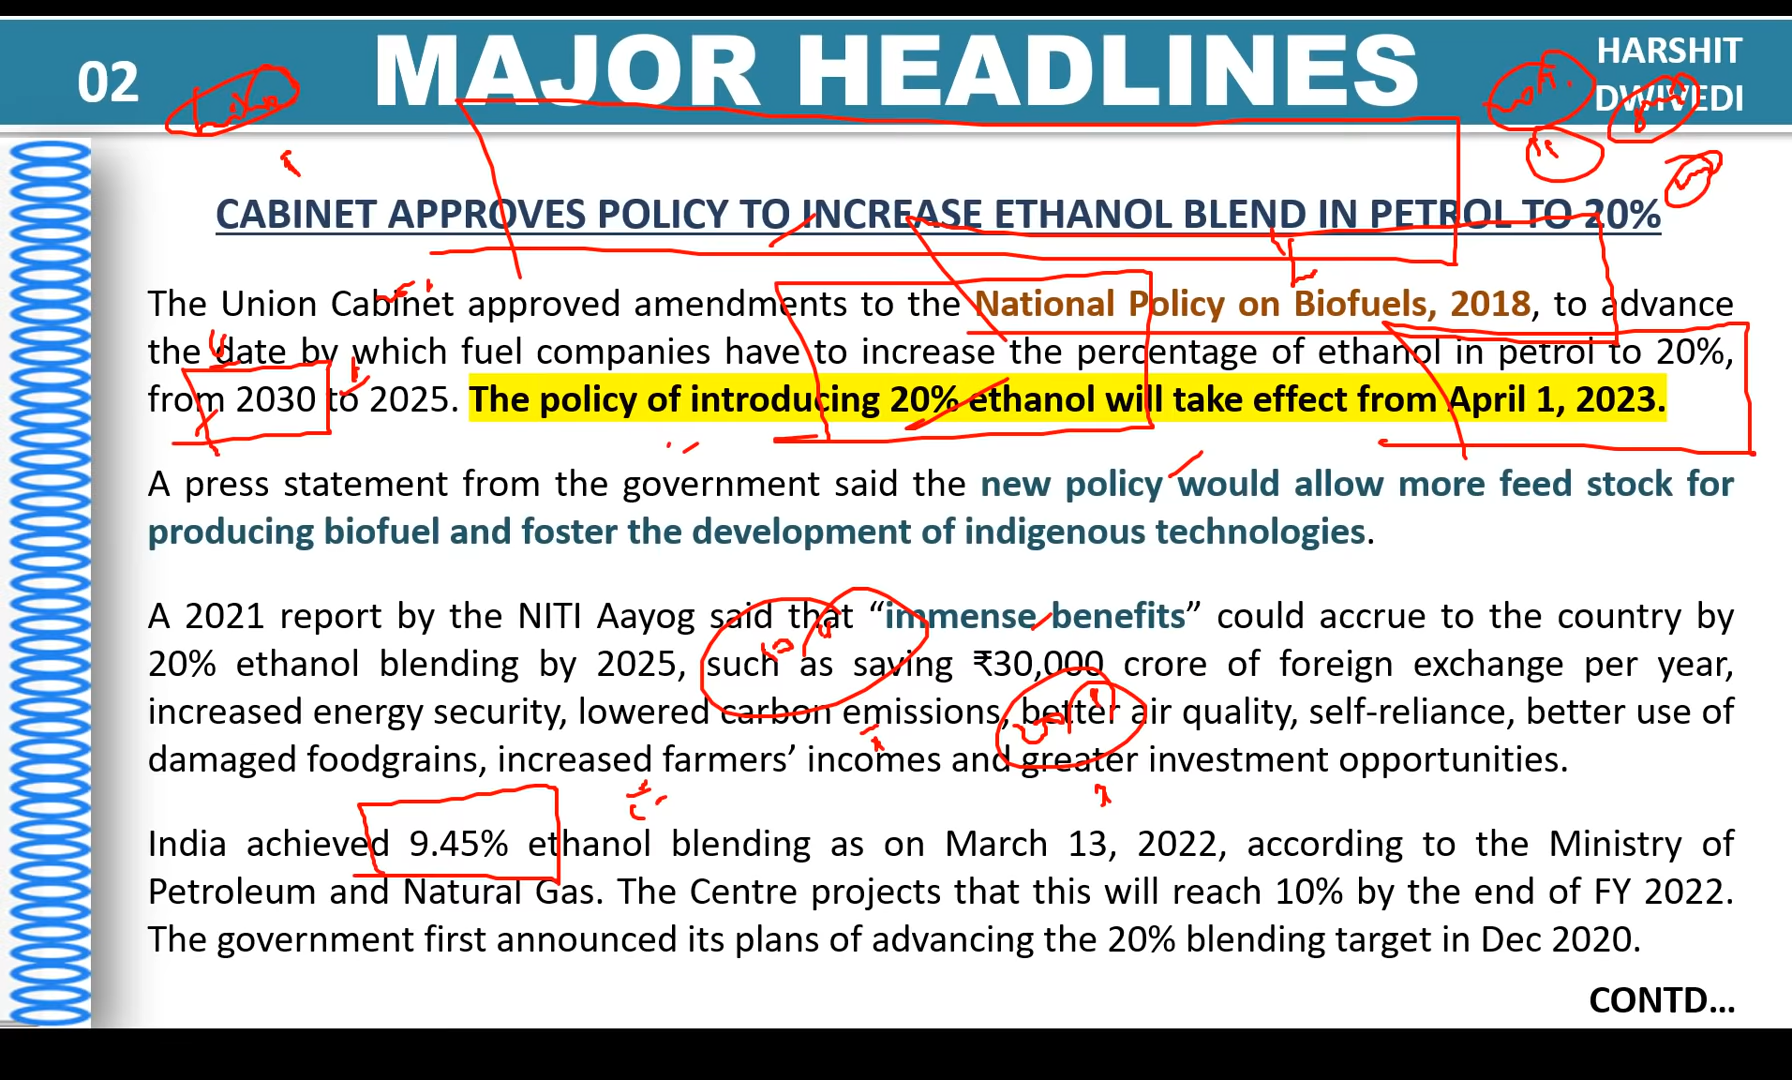 02
MAJOR HEADLINES
HARSHIT
DWIVEDI
CABINET APPROVES POLICY TO INCREASE ETHANOL BLEND IN PETROL TO 20%
The Union Cabinet approved amendments to the National Policy on Biofuels, 2018, to advance
the date by which fuel companies have to increase the percentage of ethanol in petrol to 20%,
from 2030 to 2025. The policy of introducing 20% ethanol will take effect from April 1, 2023.
A press statement from the government said the new policy would allow more feed stock for
producing biofuel and foster the development of indigenous technologies.
A 2021 report by the NITI Aayog said that “immense benefits” could accrue to the country by
20% ethanol blending by 2025, such as saving ₹30,000 crore of foreign exchange per year,
increased energy security, lowered carbon emissions, better air quality, self-reliance, better use of
damaged foodgrains, increased farmers’ incomes and greater investment opportunities.
India achieved 9.45% ethanol blending as on March 13, 2022, according to the Ministry of
Petroleum and Natural Gas. The Centre projects that this will reach 10% by the end of FY 2022.
The government first announced its plans of advancing the 20% blending target in Dec 2020.
CONTD...